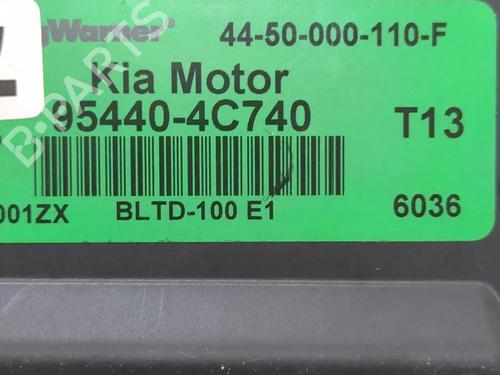 gWarner® 44-50-000-110-F
Kia Motor
95440-4C740 T13
001ZX BLTD-100 E1 6036
B-PARTS